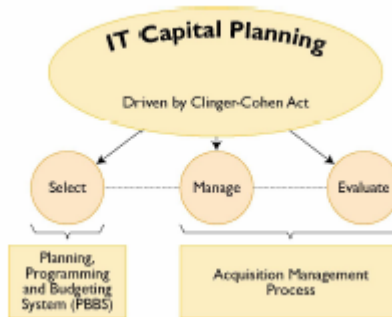 IT Capital Planning
Driven by Clinger-Cohen Act
Select
Manage
Evaluate
Planning,
Programming
and Budgeting
System (PBBS)
Acquisition Management
Process